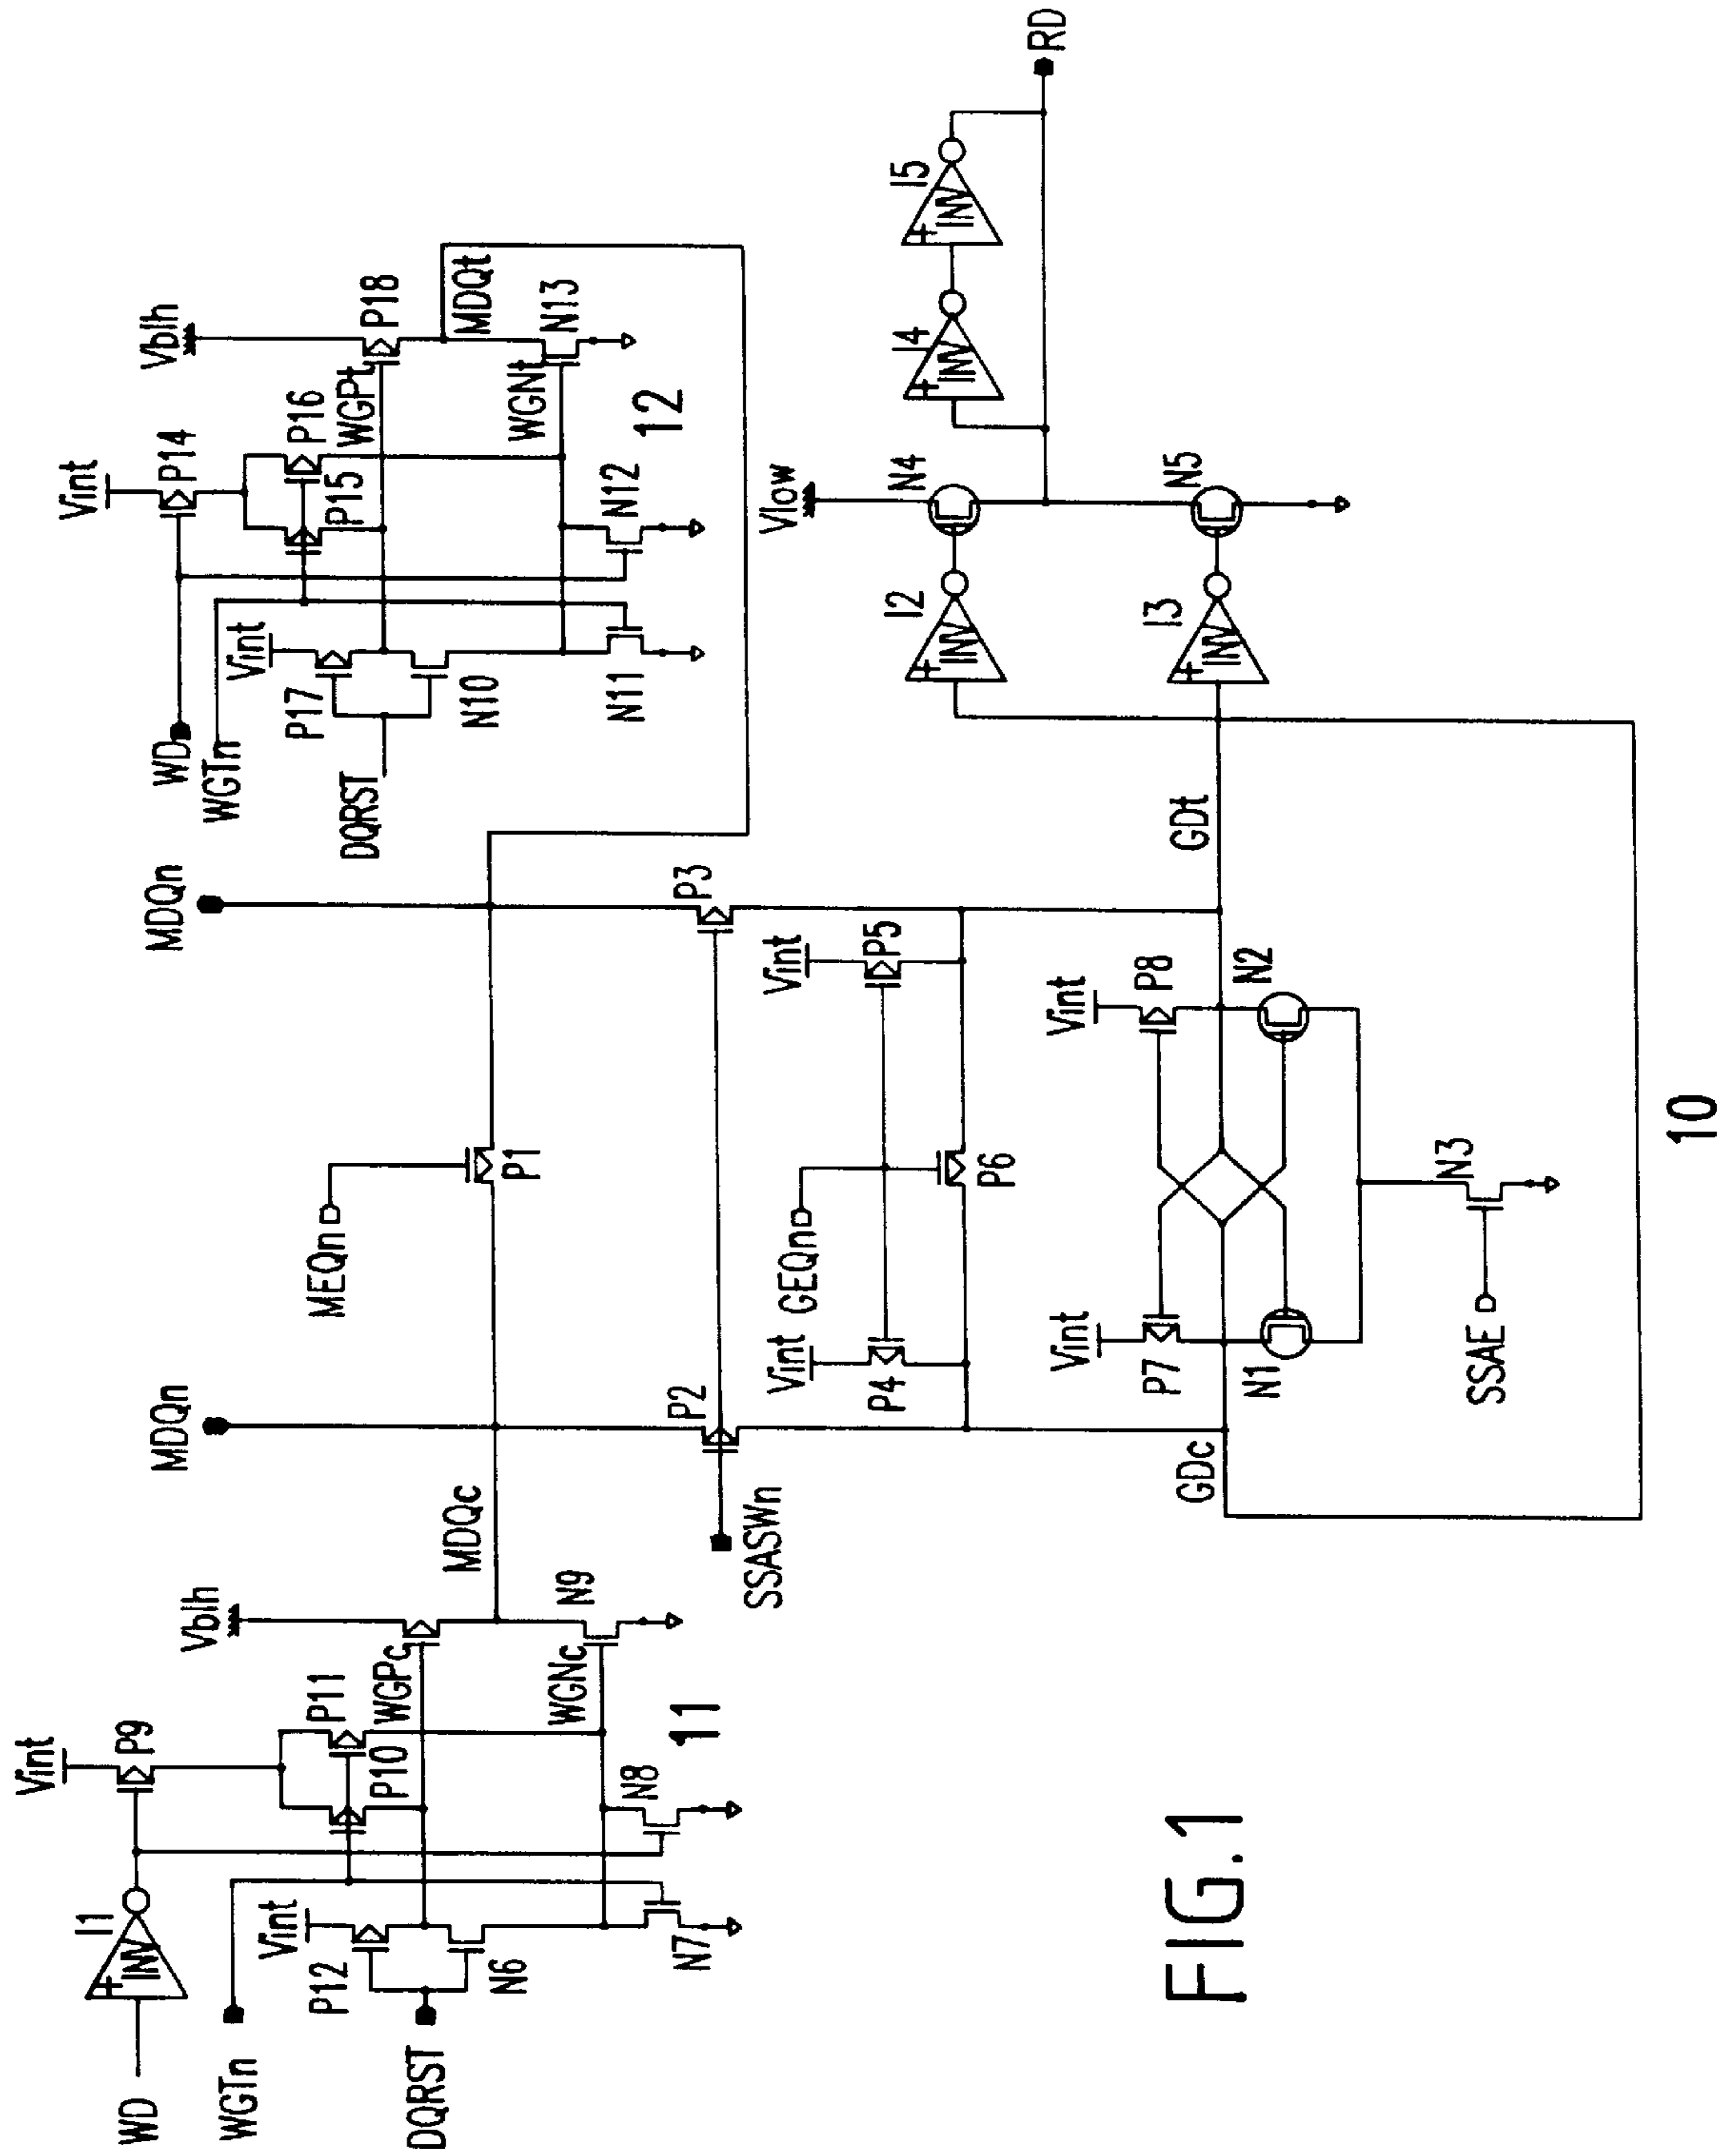 WD
I1
INV
+
WGTn
DQRST
Vint
P12
N6
N7
Vint
P9
P10
P11
N8
WGPc
WGNc
Vblh
N9
11
MDQc
MDQn
MEQn
P1
MDQn
SSASWn
P2
P3
Vint
P4
GEQn
P6
Vint
P5
GDc
GDt
Vint
P7
N1
Vint
P8
N2
SSAE
N3
10
WD
WGTn
DQRST
Vint
P17
N10
N11
Vint
P14
P15
P16
N12
WGPt
WGNt
Vblh
P18
MDQt
N13
12
I2
INV
+
I3
INV
+
Vlow
N4
N5
I4
INV
+
I5
INV
+
RD
FIG.1